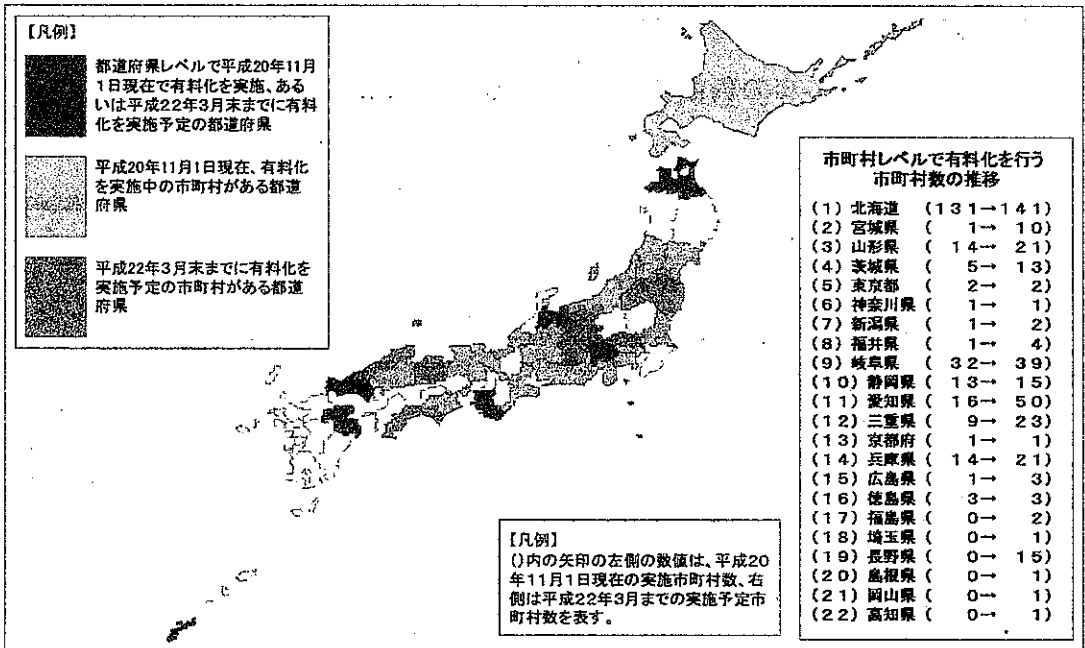 【凡例】
都道府県レベルで平成20年11月
1日現在で有料化を実施、ある
いは平成22年3月末までに有料
化を実施予定の都道府県
平成20年11月1日現在、有料化
を実施中の市町村がある都道
府県
平成22年3月末までに有料化を
実施予定の市町村がある都道
府県
市町村レベルで有料化を行う
市町村数の推移
(1) 北海道 (131→141)
(2) 宮城県 ( 1→ 10)
(3) 山形県 ( 14→ 21)
(4) 茨城県 ( 5→ 13)
(5) 東京都 ( 2→ 2)
(6) 神奈川県 ( 1→ 1)
(7) 新潟県 ( 1→ 2)
(8) 福井県 ( 1→ 4)
(9) 岐阜県 ( 32→ 39)
(10) 静岡県 ( 13→ 15)
(11) 愛知県 ( 16→ 50)
(12) 三重県 ( 9→ 23)
(13) 京都府 ( 1→ 1)
(14) 兵庫県 ( 14→ 21)
(15) 広島県 ( 1→ 3)
(16) 徳島県 ( 3→ 3)
(17) 福島県 ( 0→ 2)
(18) 埼玉県 ( 0→ 1)
(19) 長野県 ( 0→ 15)
(20) 島根県 ( 0→ 1)
(21) 岡山県 ( 0→ 1)
(22) 高知県 ( 0→ 1)
【凡例】
()内の矢印の左側の数値は、平成20
年11月1日現在の実施市町村数、右
側は平成22年3月までの実施予定市
町村数を表す。